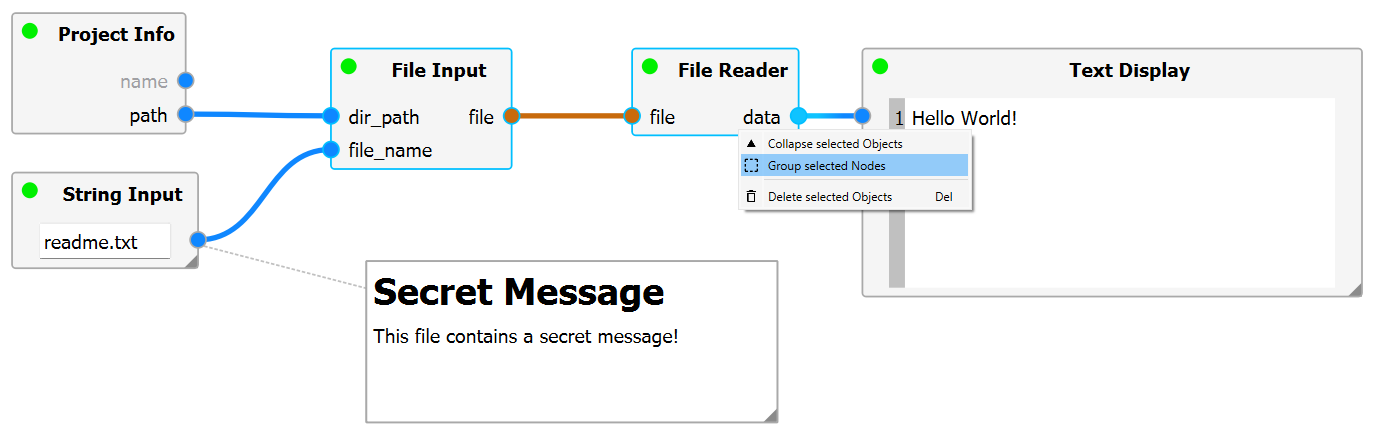 Project Info
name
path
String Input
readme.txt
File Input
dir_path file
file_name
File Reader
file data
Text Display
1 Hello World!
Collapse selected Objects
Group selected Nodes
Delete selected Objects Del
Secret Message
This file contains a secret message!